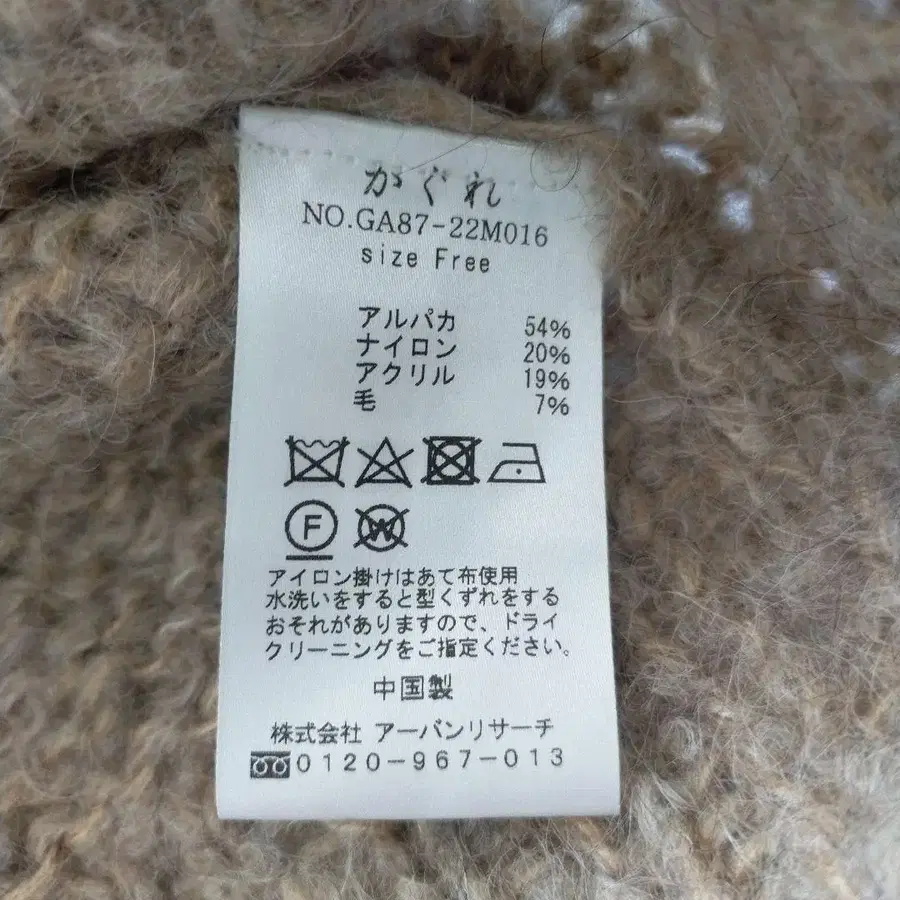 かぐれ
NO.GA87-22M016
size Free
アルパカ 54%
ナイロン 20%
アクリル 19%
毛 7%
F W
アイロン掛けはあて布使用
水洗いをすると型くずれをする
おそれがありますので、ドライ
クリーニングをご指定ください。
中国製
株式会社 アーバンリサーチ
0120-967-013